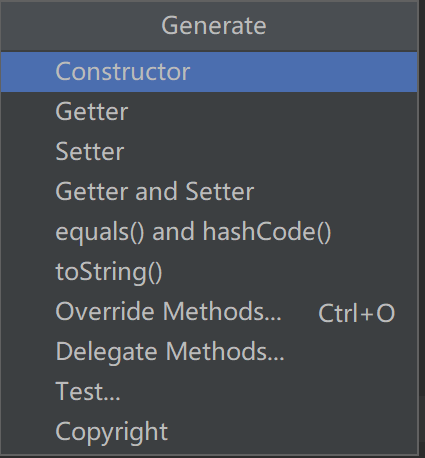 Generate
Constructor
Getter
Setter
Getter and Setter
equals() and hashCode()
toString()
Override Methods... Ctrl+O
Delegate Methods...
Test...
Copyright